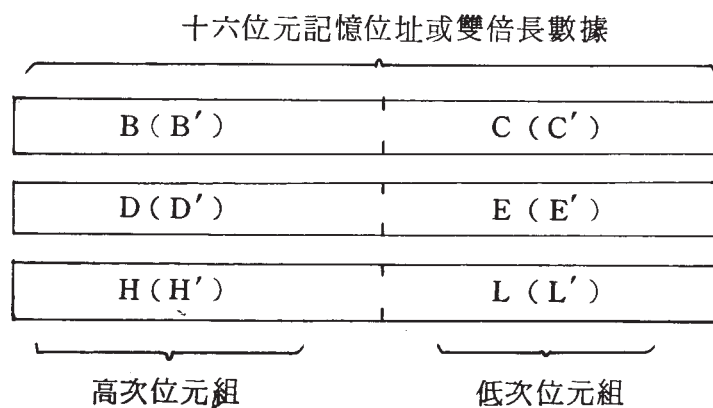 十六位元記憶位址或雙倍長數據
B(B′) C(C′)
D(D′) E(E′)
H(H′) L(L′)
高次位元組 低次位元組